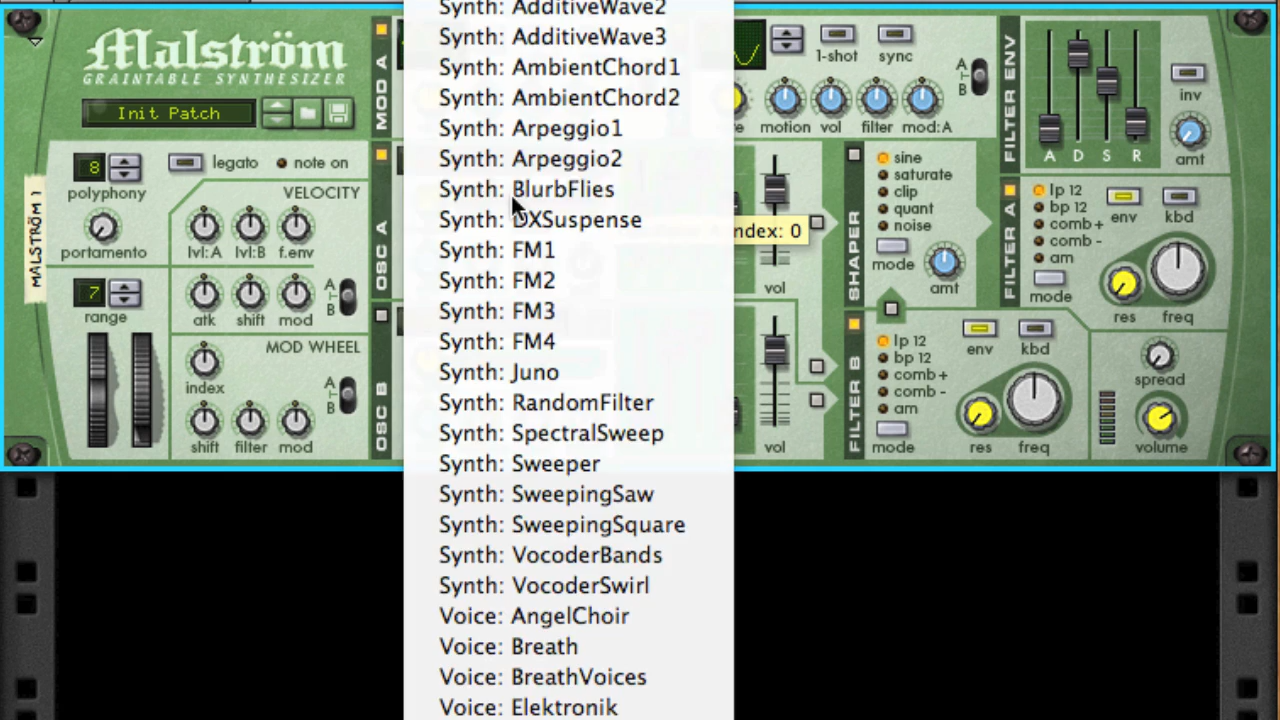 Malström
GRAINTABLE SYNTHESIZER
Init Patch
MALSTRÖM 1
8
polyphony
legato
note on
VELOCITY
portamento
lvl:A
lvl:B
f.env
7
range
atk
shift
mod
A
B
MOD WHEEL
index
A
B
shift
filter
mod
MOD A
OSC A
OSC B
Synth: AdditiveWave2
Synth: AdditiveWave3
Synth: AmbientChord1
Synth: AmbientChord2
Synth: Arpeggio1
Synth: Arpeggio2
Synth: BlurbFlies
Synth: DXSuspense
Synth: FM1
Synth: FM2
Synth: FM3
Synth: FM4
Synth: Juno
Synth: RandomFilter
Synth: SpectralSweep
Synth: Sweeper
Synth: SweepingSaw
Synth: SweepingSquare
Synth: VocoderBands
Synth: VocoderSwirl
Voice: AngelChoir
Voice: Breath
Voice: BreathVoices
Voice: Elektronik
1-shot
sync
A
B
motion
vol
filter
mod:A
ndex: 0
vol
vol
SHAPER
sine
saturate
clip
quant
noise
mode
amt
FILTER B
lp 12
bp 12
comb +
comb -
am
mode
env
kbd
res
freq
FILTER ENV
A D S R
inv
amt
FILTER A
lp 12
bp 12
comb +
comb -
am
mode
env
kbd
res
freq
spread
volume